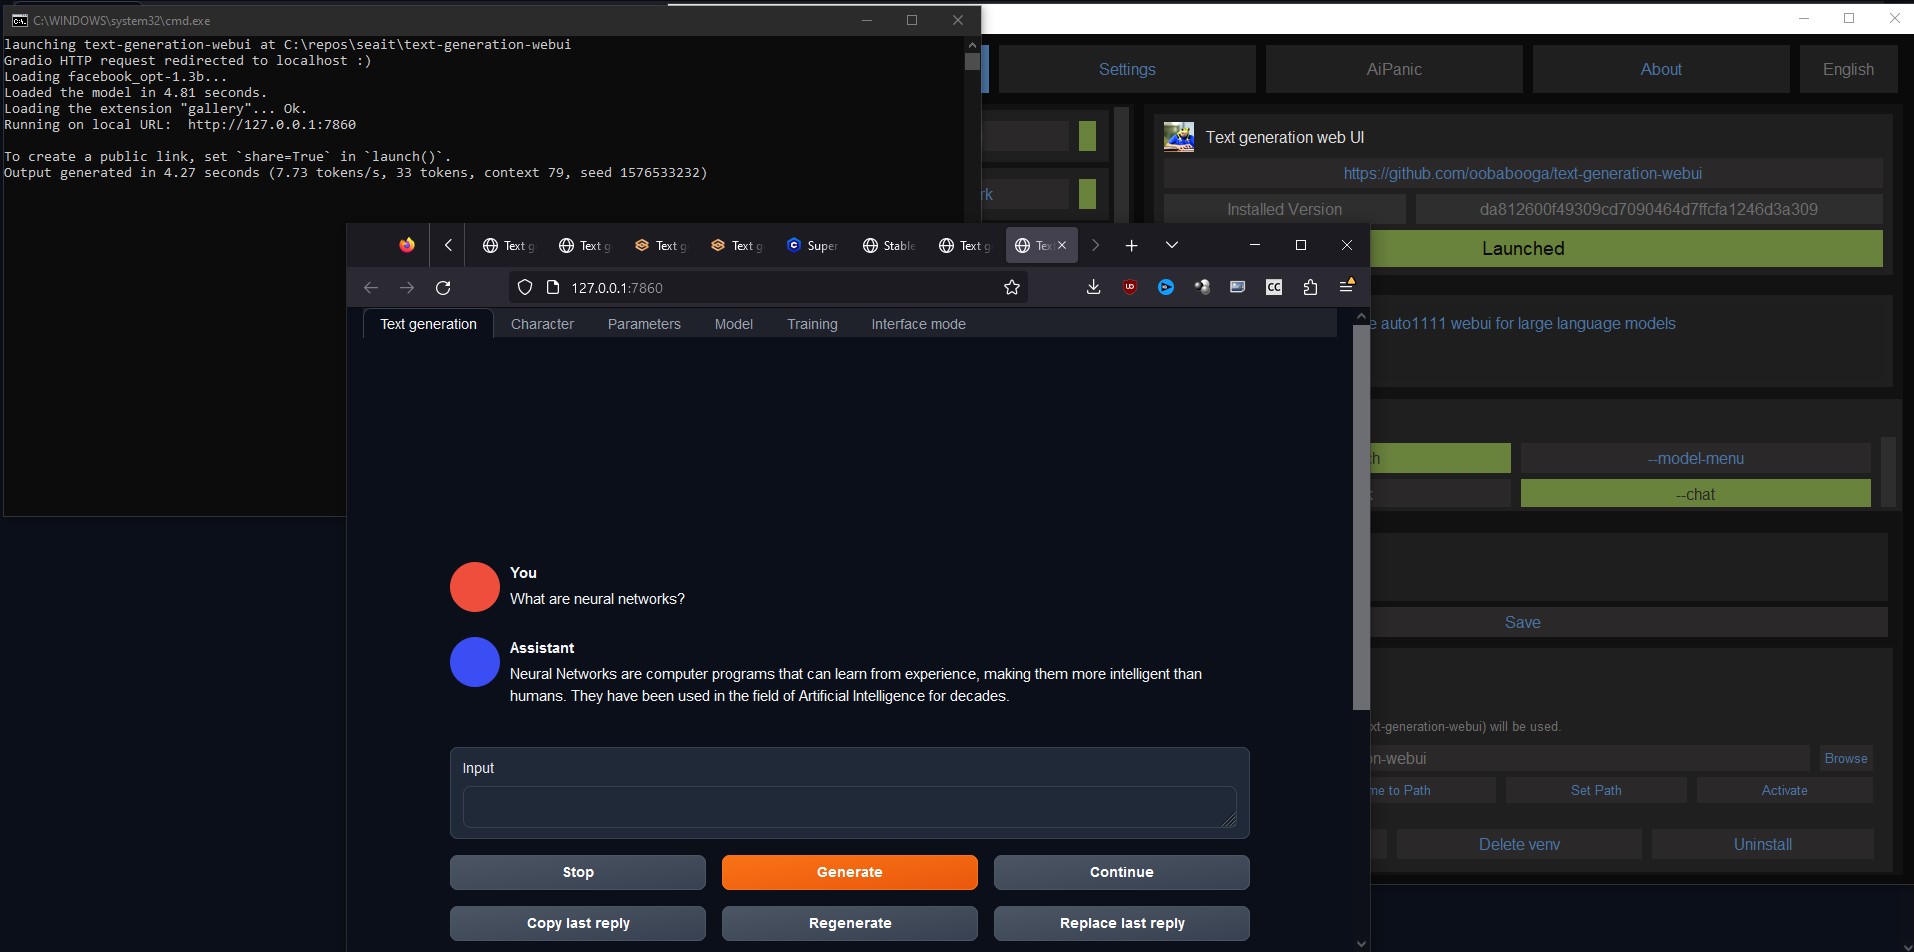 C:\WINDOWS\system32\cmd.exe
launching text-generation-webui at C:\repos\seait\text-generation-webui
Gradio HTTP request redirected to localhost :)
Loading facebook_opt-1.3b...
Loaded the model in 4.81 seconds.
Loading the extension "gallery"... Ok.
Running on local URL:  http://127.0.0.1:7860
To create a public link, set `share=True` in `launch()`.
Output generated in 4.27 seconds (7.73 tokens/s, 33 tokens, context 79, seed 1576533232)
Settings AiPanic About English
rk
Text generation web UI
https://github.com/oobabooga/text-generation-webui
Installed Version da812600f49309cd7090464d7ffcfa1246d3a309
Launched
e auto1111 webui for large language models
h --model-menu
--chat
Save
xt-generation-webui) will be used.
n-webui Browse
me to Path Set Path Activate
Delete venv Uninstall
Text g Text g Text g Text g Super Stable Text g Tex
127.0.0.1:7860
UD CC
Text generation Character Parameters Model Training Interface mode
You
What are neural networks?
Assistant
Neural Networks are computer programs that can learn from experience, making them more intelligent than
humans. They have been used in the field of Artificial Intelligence for decades.
Input
Stop Generate Continue
Copy last reply Regenerate Replace last reply